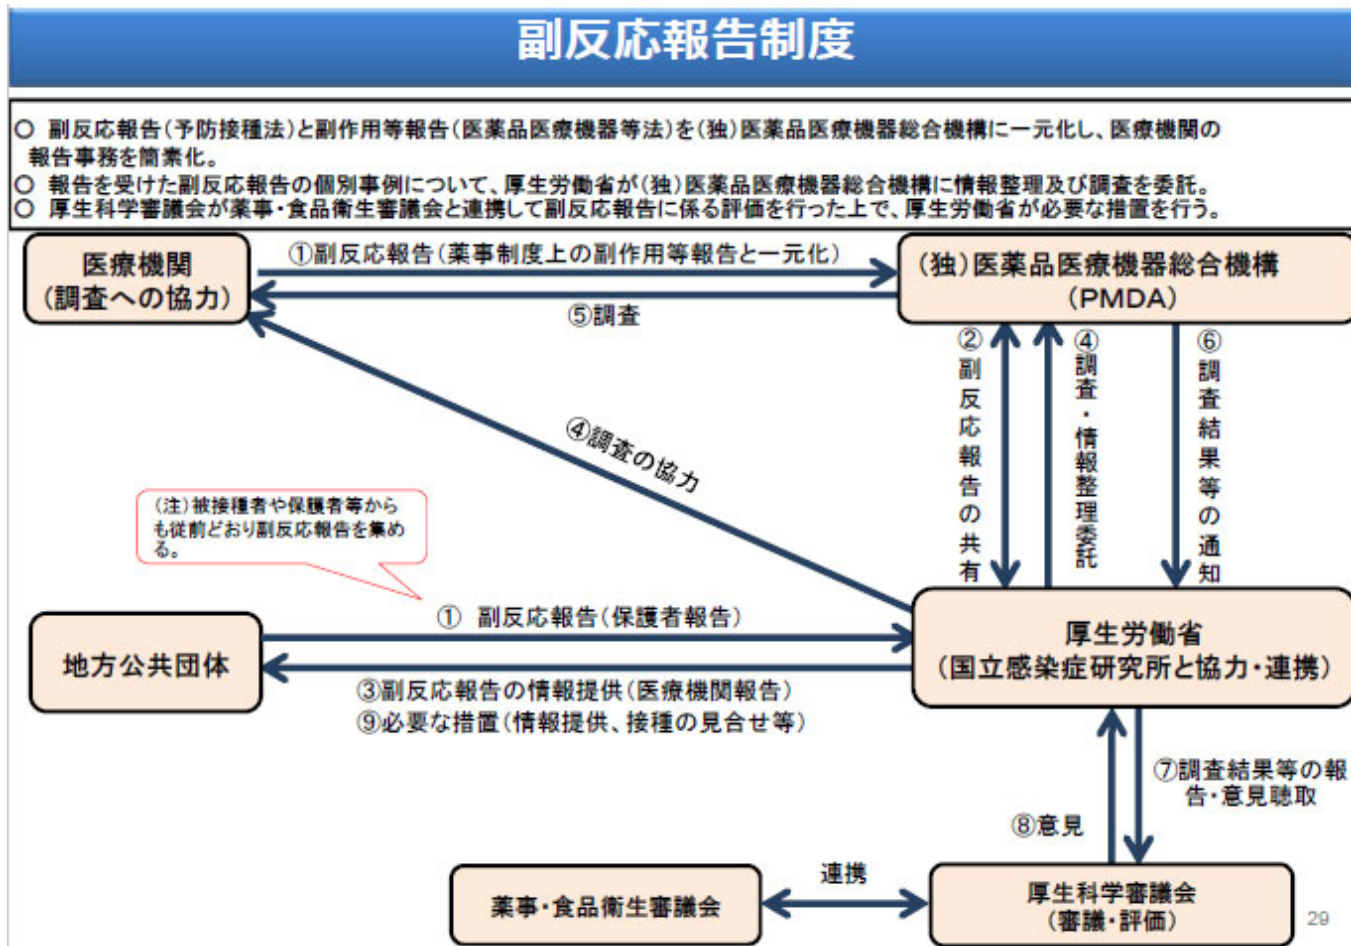 副反応報告制度
○ 副反応報告(予防接種法)と副作用等報告(医薬品医療機器等法)を(独)医薬品医療機器総合機構に一元化し、医療機関の
報告事務を簡素化。
○ 報告を受けた副反応報告の個別事例について、厚生労働省が(独)医薬品医療機器総合機構に情報整理及び調査を委託。
○ 厚生科学審議会が薬事・食品衛生審議会と連携して副反応報告に係る評価を行った上で、厚生労働省が必要な措置を行う。
医療機関
(調査への協力)
①副反応報告(薬事制度上の副作用等報告と一元化)
⑤調査
(独)医薬品医療機器総合機構
(PMDA)
②副反応報告の共有
④調査・情報整理委託
⑥調査結果等の通知
④調査の協力
(注)被接種者や保護者等から
も従前どおり副反応報告を集め
る。
地方公共団体
① 副反応報告(保護者報告)
③副反応報告の情報提供(医療機関報告)
⑨必要な措置(情報提供、接種の見合せ等)
厚生労働省
(国立感染症研究所と協力・連携)
⑦調査結果等の報
告・意見聴取
⑧意見
薬事・食品衛生審議会
連携
厚生科学審議会
(審議・評価)
29